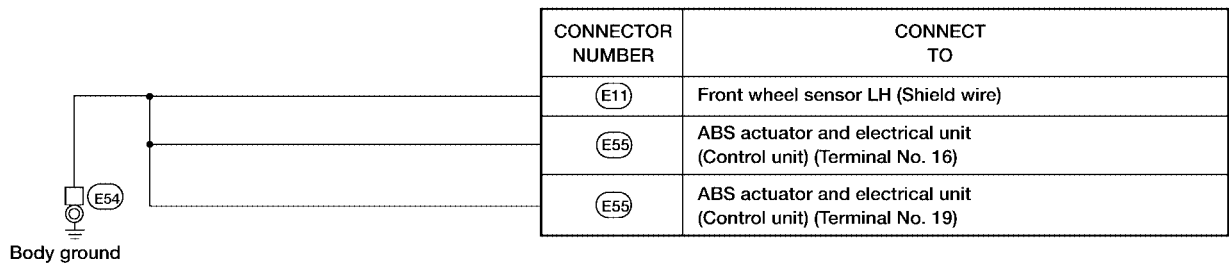 CONNECTOR NUMBER
CONNECT TO
E11
Front wheel sensor LH (Shield wire)
E55
ABS actuator and electrical unit
(Control unit) (Terminal No. 16)
E55
ABS actuator and electrical unit
(Control unit) (Terminal No. 19)
E54
Body ground